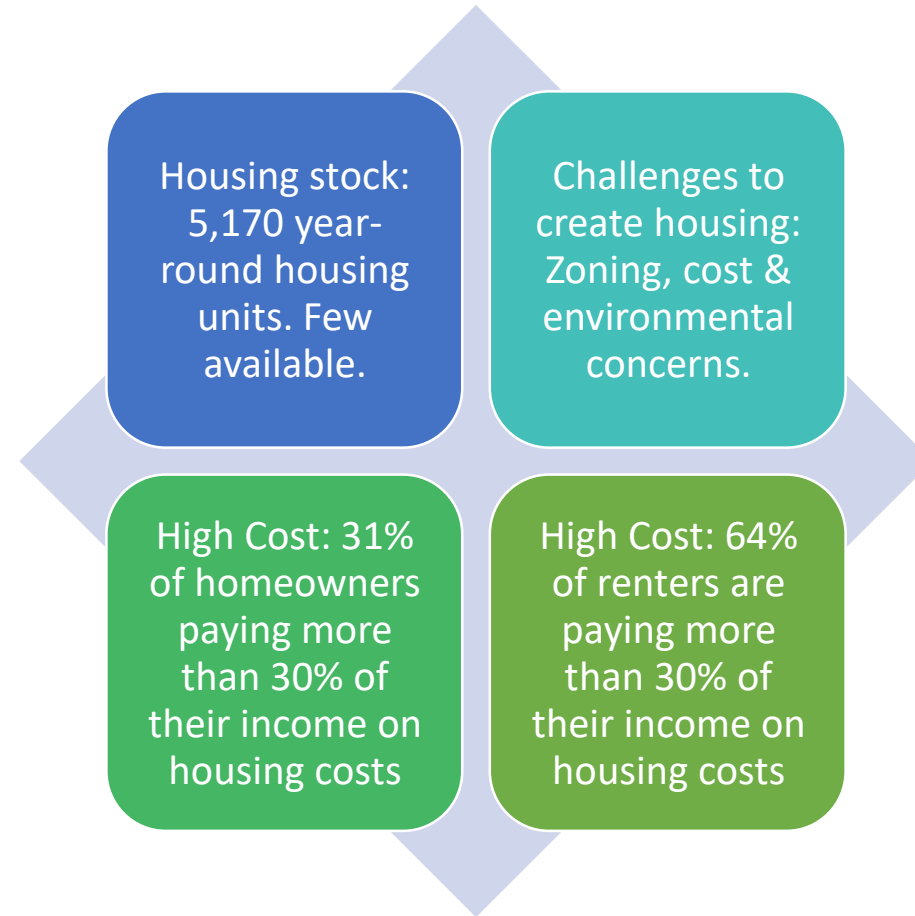 Housing stock:
5,170 year-
round housing
units. Few
available.
Challenges to
create housing:
Zoning, cost &
environmental
concerns.
High Cost: 31%
of homeowners
paying more
than 30% of
their income on
housing costs
High Cost: 64%
of renters are
paying more
than 30% of
their income on
housing costs